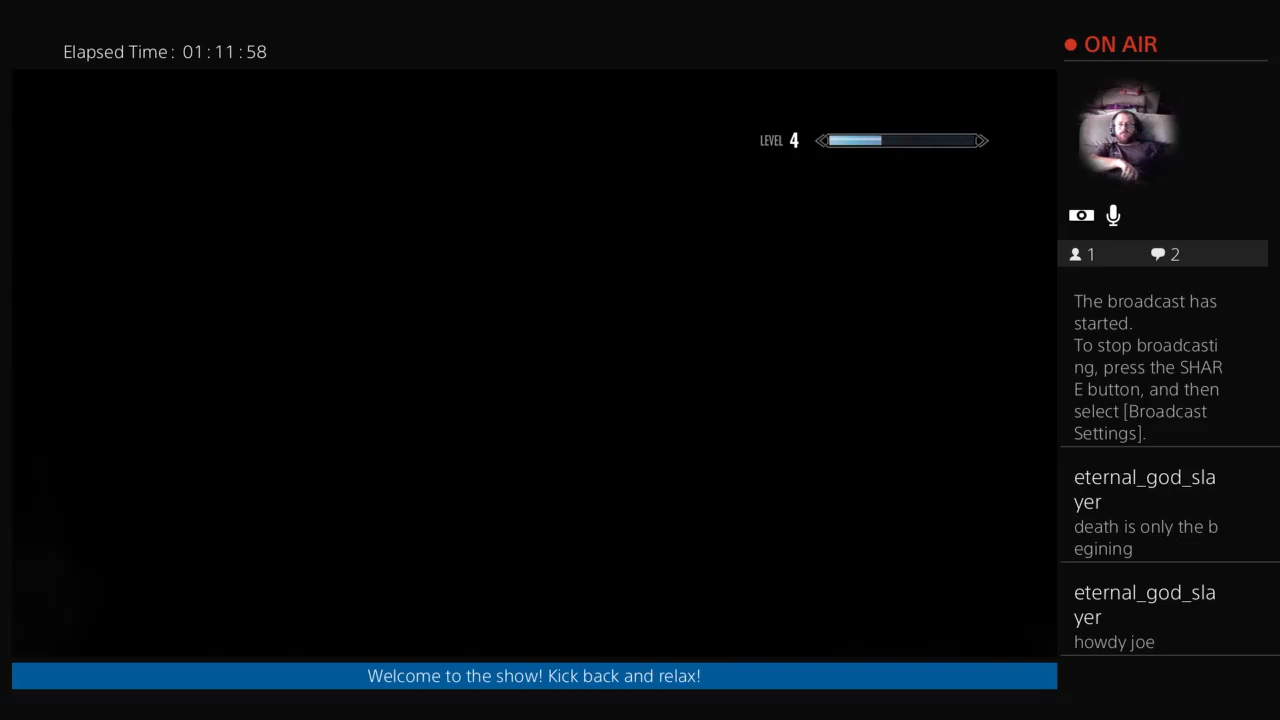 Elapsed Time: 01:11:58
ON AIR
LEVEL 4
1 2
The broadcast has
started.
To stop broadcasti
ng, press the SHAR
E button, and then
select [Broadcast
Settings].
eternal_god_sla
yer
death is only the b
egining
eternal_god_sla
yer
howdy joe
Welcome to the show! Kick back and relax!